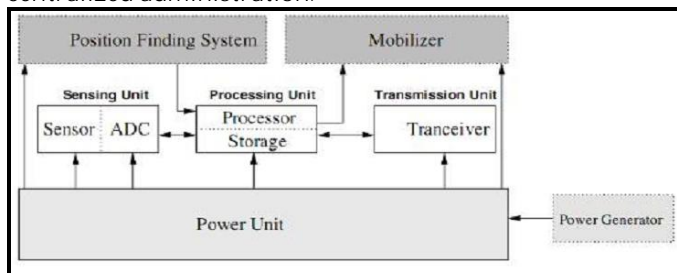 Position Finding System
Mobilizer
Sensing Unit
Processing Unit
Transmission Unit
Sensor
ADC
Processor
Storage
Tranceiver
Power Unit
Power Generator